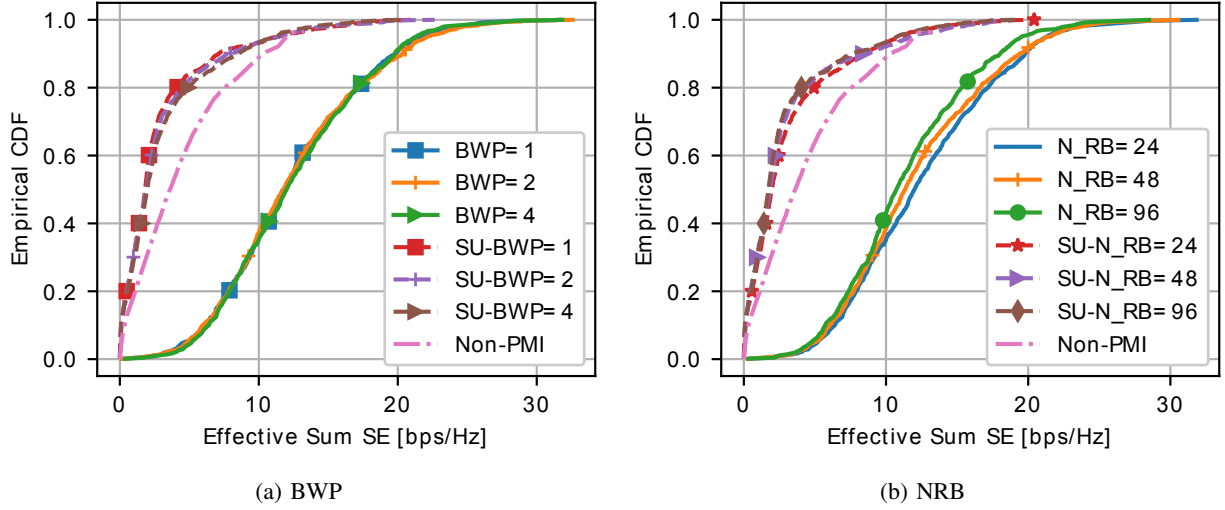 Empirical CDF
1.0
0.8
0.6
0.4
0.2
0.0
BWP= 1
BWP= 2
BWP= 4
SU-BWP= 1
SU-BWP= 2
SU-BWP= 4
Non-PMI
0 10 20 30
Effective Sum SE [bps/Hz]
(a) BWP
Empirical CDF
1.0
0.8
0.6
0.4
0.2
0.0
N_RB= 24
N_RB= 48
N_RB= 96
SU-N_RB= 24
SU-N_RB= 48
SU-N_RB= 96
Non-PMI
0 10 20 30
Effective Sum SE [bps/Hz]
(b) NRB